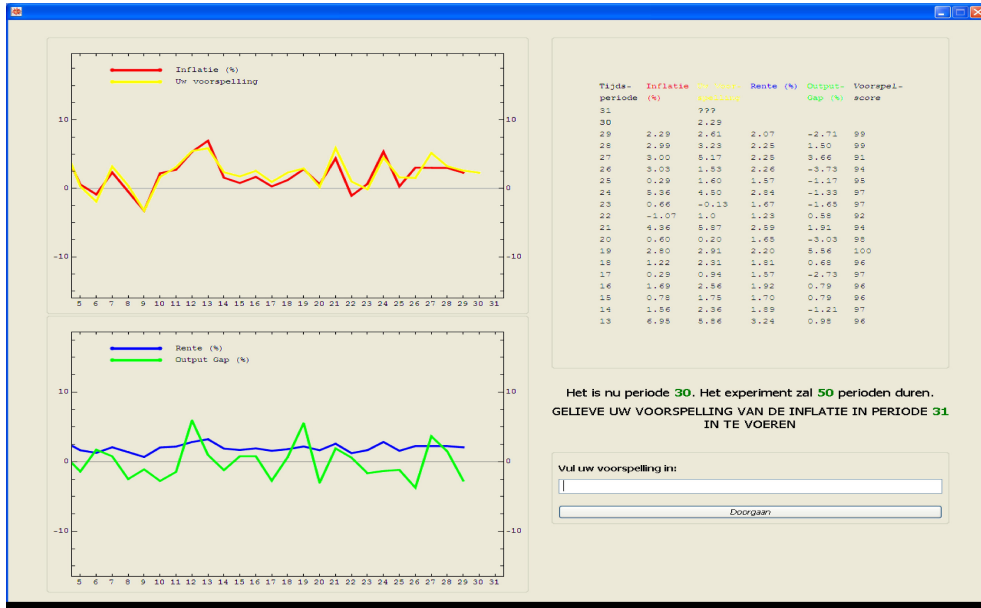 Inflatie (%)
Uw voorspelling
10 10
0 0
-10 -10
5 6 7 8 9 10 11 12 13 14 15 16 17 18 19 20 21 22 23 24 25 26 27 28 29 30 31
Rente (%)
Output Gap (%)
10 10
0 0
-10 -10
5 6 7 8 9 10 11 12 13 14 15 16 17 18 19 20 21 22 23 24 25 26 27 28 29 30 31
Tijds- Inflatie Rente (%) Output- Voorspel-
periode (%) Gap (%) score
31 ???
30 2.29
29 2.29 2.61 2.07 -2.71 99
28 2.99 3.23 2.25 1.50 99
27 3.00 5.17 2.25 3.66 91
26 3.03 1.53 2.26 -3.73 94
25 0.29 1.60 1.57 -1.17 95
24 5.36 4.50 2.84 -1.33 97
23 0.66 -0.13 1.67 -1.65 97
22 -1.07 1.0 1.23 0.58 92
21 4.36 5.87 2.59 1.91 94
20 0.60 0.20 1.65 -3.03 98
19 2.80 2.91 2.20 5.56 100
18 1.22 2.31 1.81 0.68 96
17 0.29 0.94 1.57 -2.73 97
16 1.69 2.56 1.92 0.79 96
15 0.78 1.75 1.70 0.79 96
14 1.56 2.36 1.89 -1.21 97
13 6.95 5.86 3.24 0.98 96
Het is nu periode 30. Het experiment zal 50 perioden duren.
GELIEVE UW VOORSPELLING VAN DE INFLATIE IN PERIODE 31
IN TE VOEREN
Vul uw voorspelling in:
Doorgaan